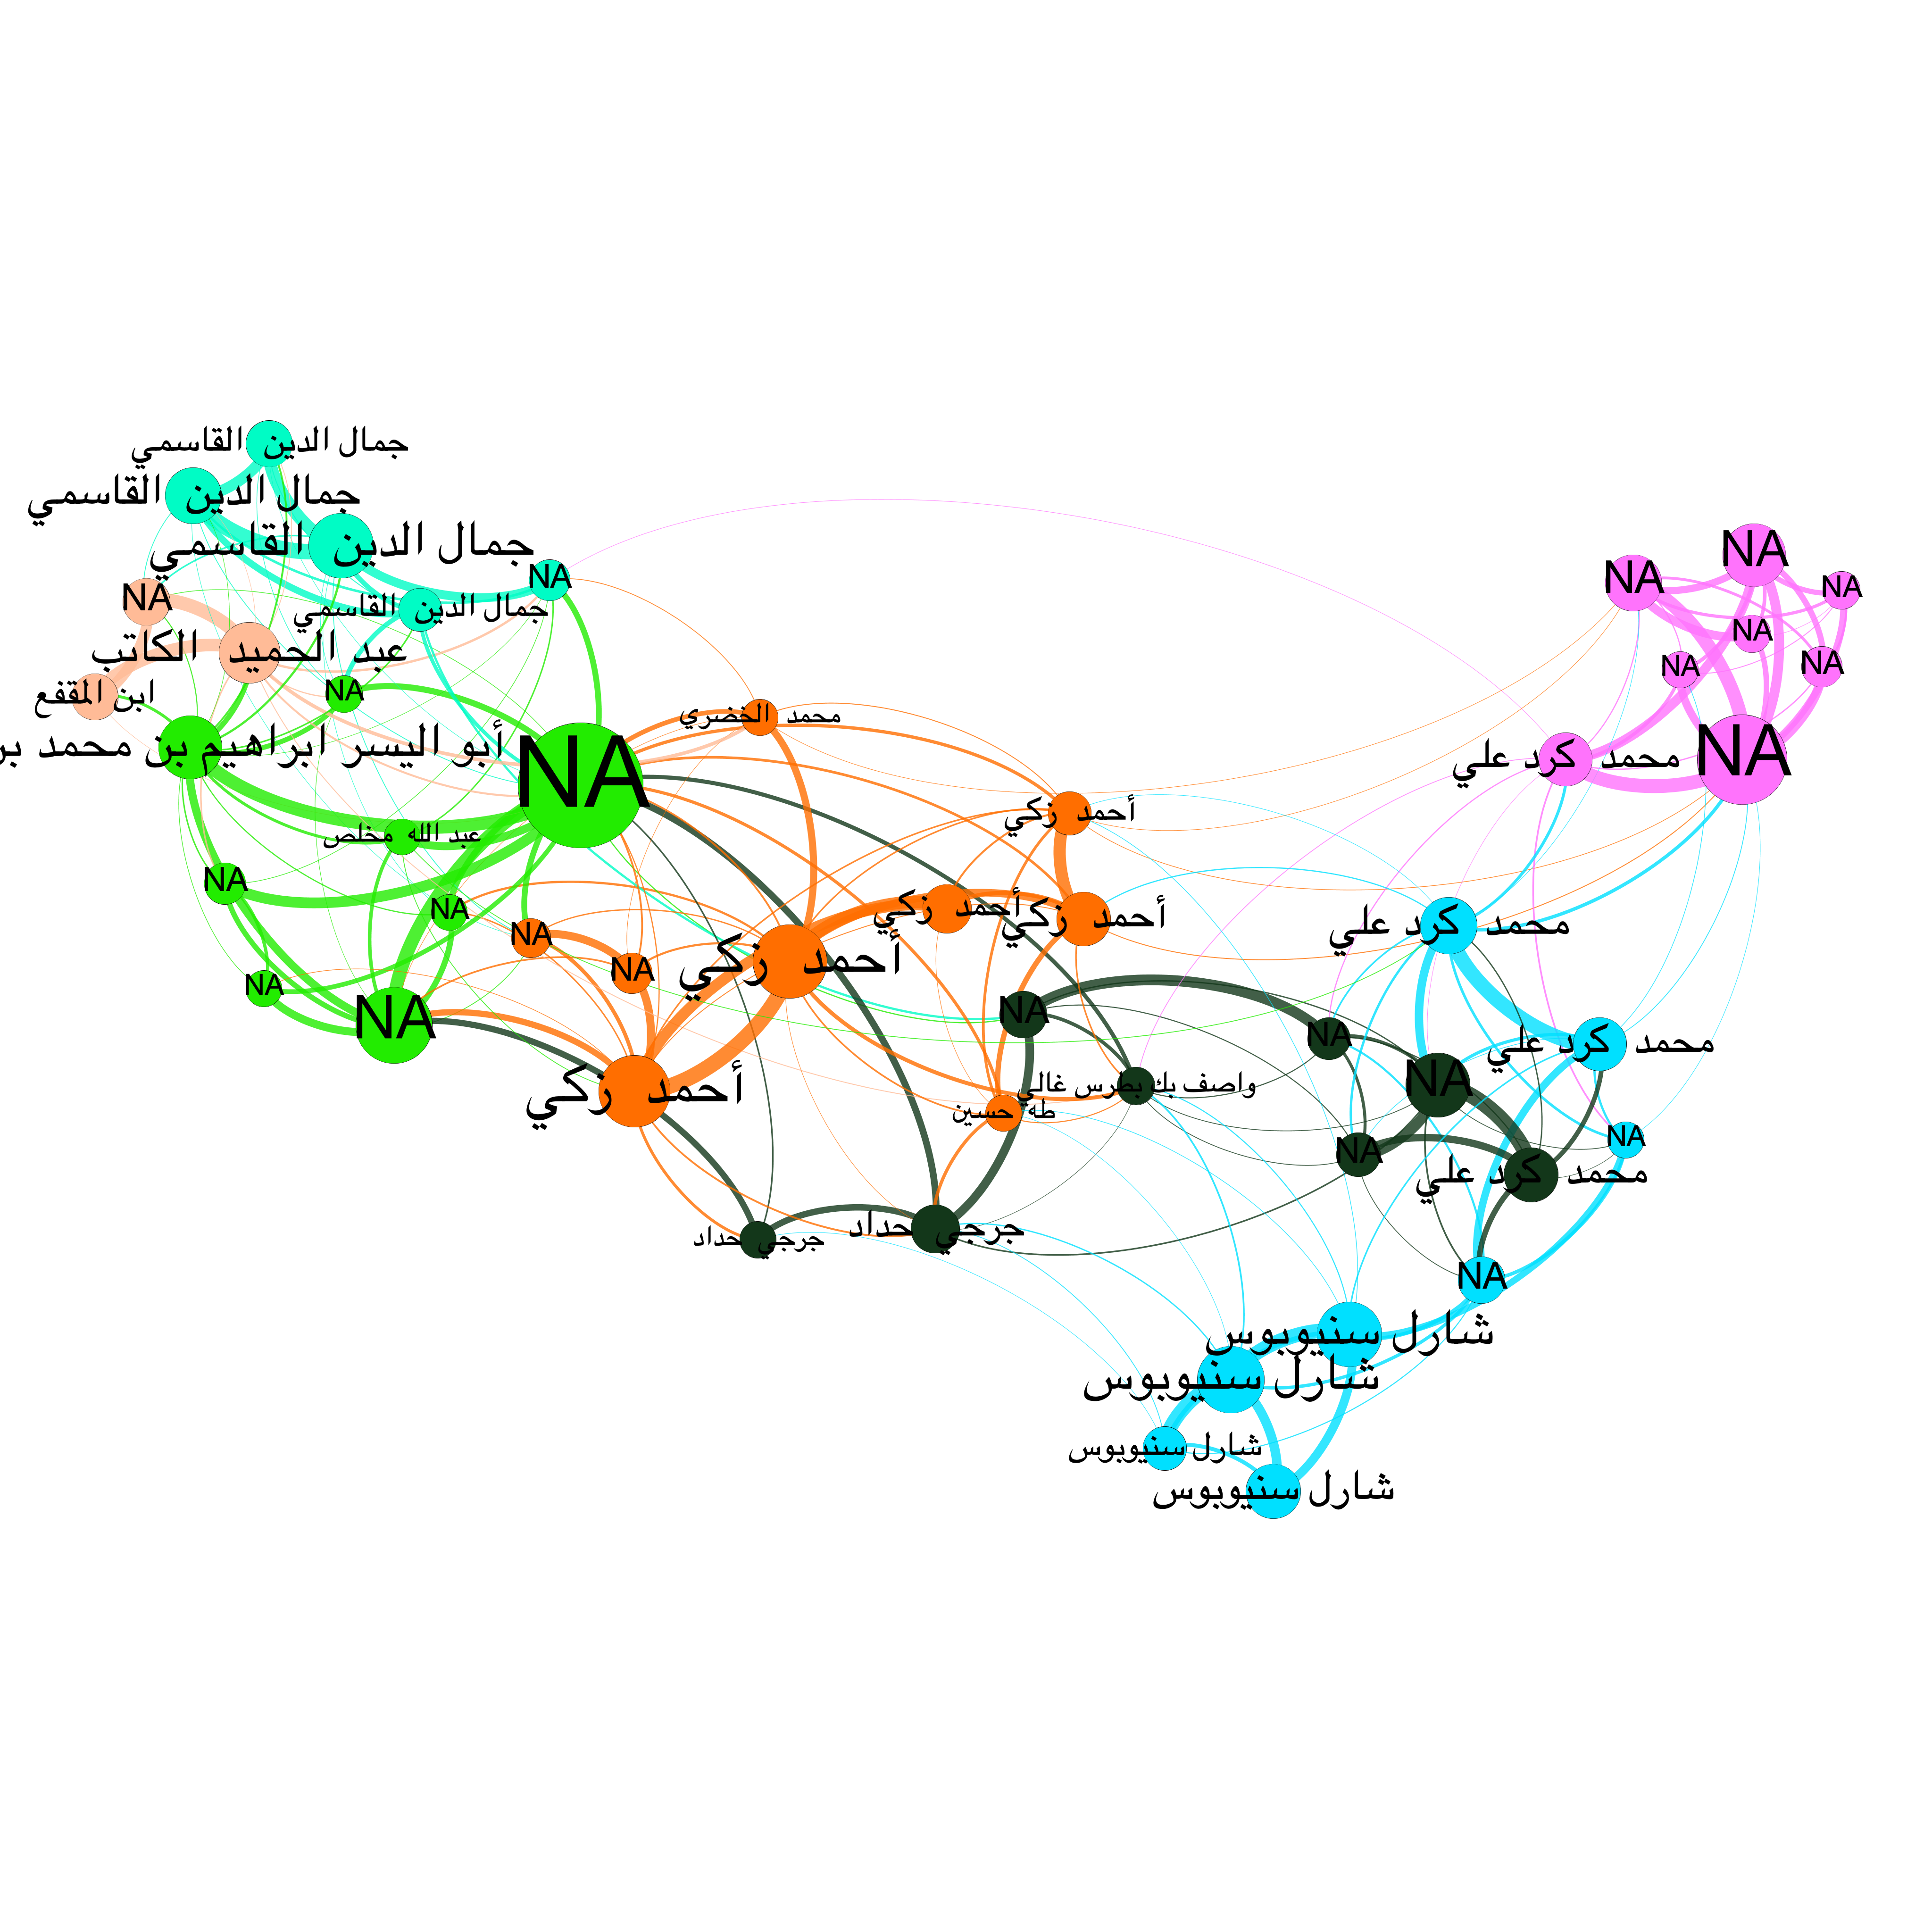 جمال الدين القاسمي
جمال الدين القاسمي
جمال الدين القاسمي
NA
NA
NA
NA
NA
جمال الدين القاسمي
NA
عبد الحميد الكاتب
NA
NA
NA
ابن المقفع
NA
محمد الخضري
أبو اليسر ابراهيم بن محمد بن
NA
NA
محمد كرد علي
أحمد زكي
عبد الله مخلص
NA
NA
أحمد زكي
أحمد زكي
محمد كرد علي
NA
أحمد زكي
NA
NA
NA
NA
NA
محمد كرد علي
NA
أحمد زكي
واصف بك بطرس غالي
طه حسين
NA
NA
محمد كرد علي
جرجي حداد
جرجي حداد
NA
شارل سنيوبوس
شارل سنيوبوس
شارل سنيوبوس
شارل سنيوبوس